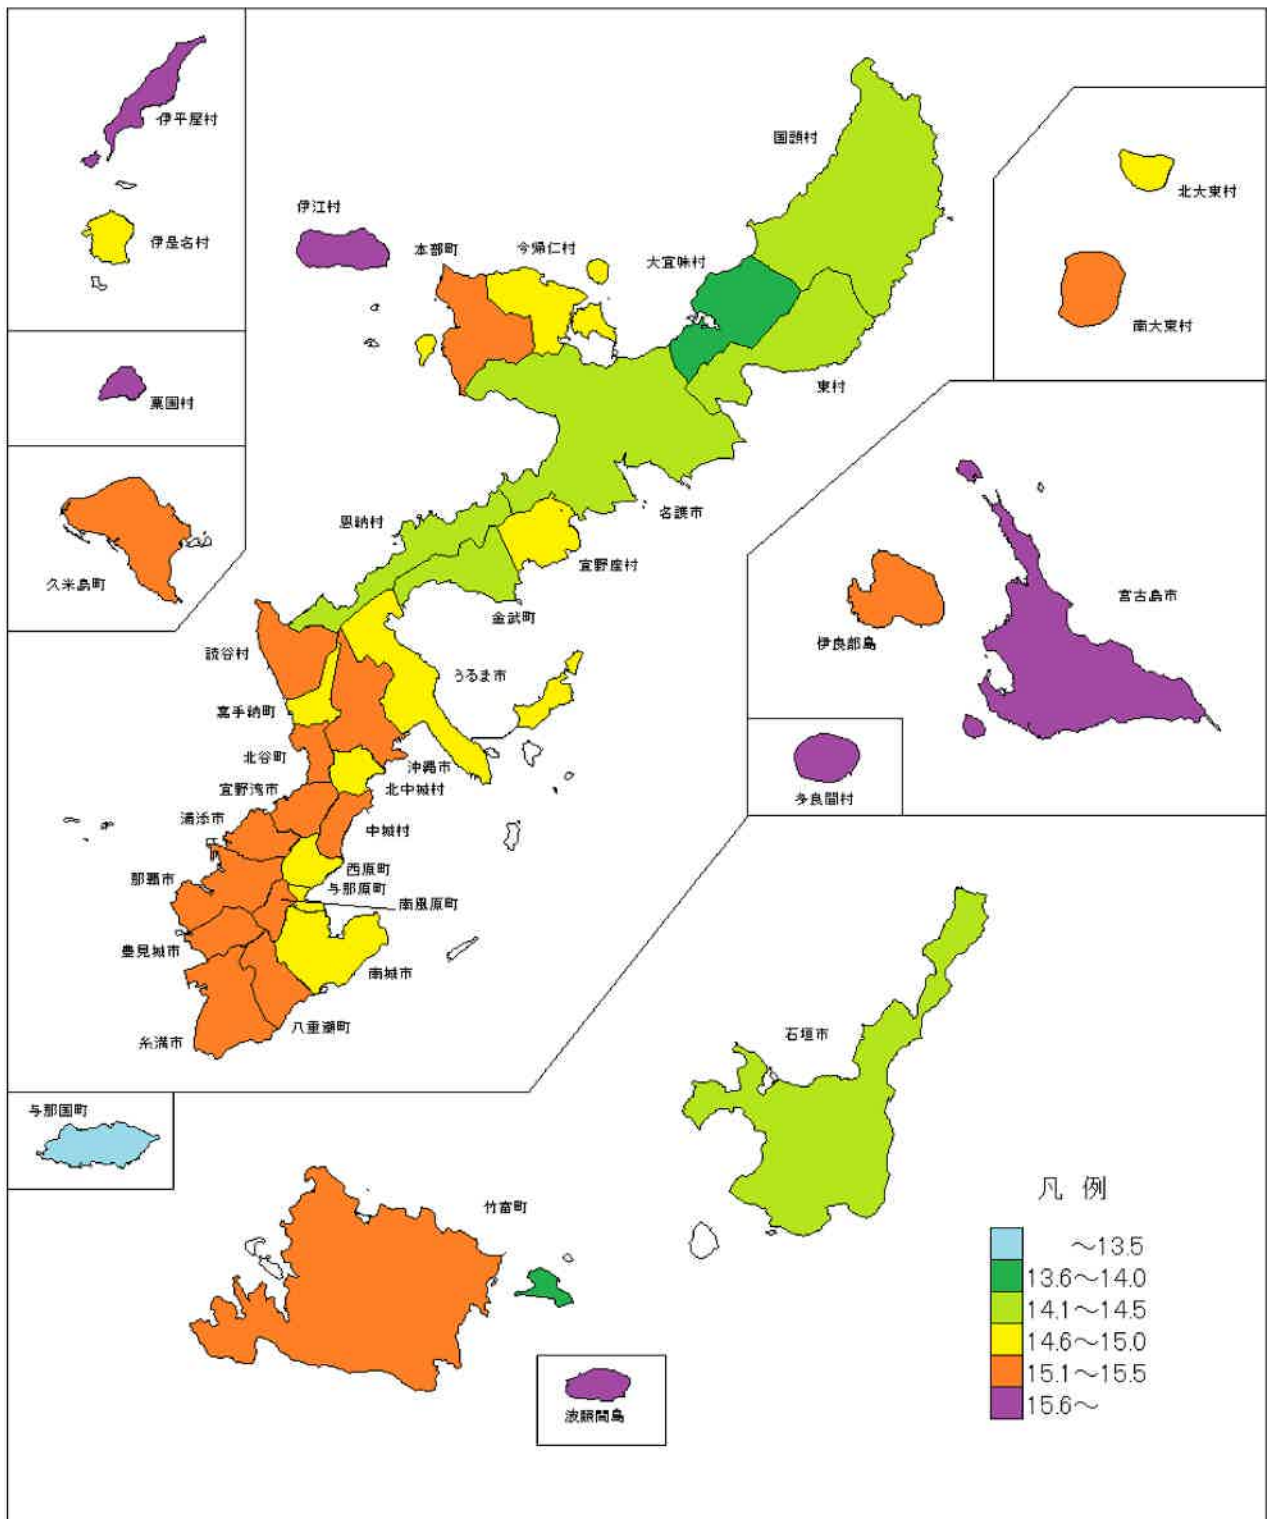 伊平屋村
国頭村
北大東村
伊是名村
伊江村
本部町
今帰仁村
大宜味村
南大東村
東村
粟国村
恩納村
名護市
宜野座村
久米島町
宮古島市
金武町
伊良部島
読谷村
うるま市
嘉手納町
北谷町
沖縄市
宜野湾市
北中城村
多良間村
浦添市
中城村
西原町
那覇市
与那原町
南風原町
豊見城市
南城市
八重瀬町
糸満市
石垣市
与那国町
竹富町
凡 例
～13.5
13.6～14.0
14.1～14.5
14.6～15.0
15.1～15.5
15.6～
波照間島